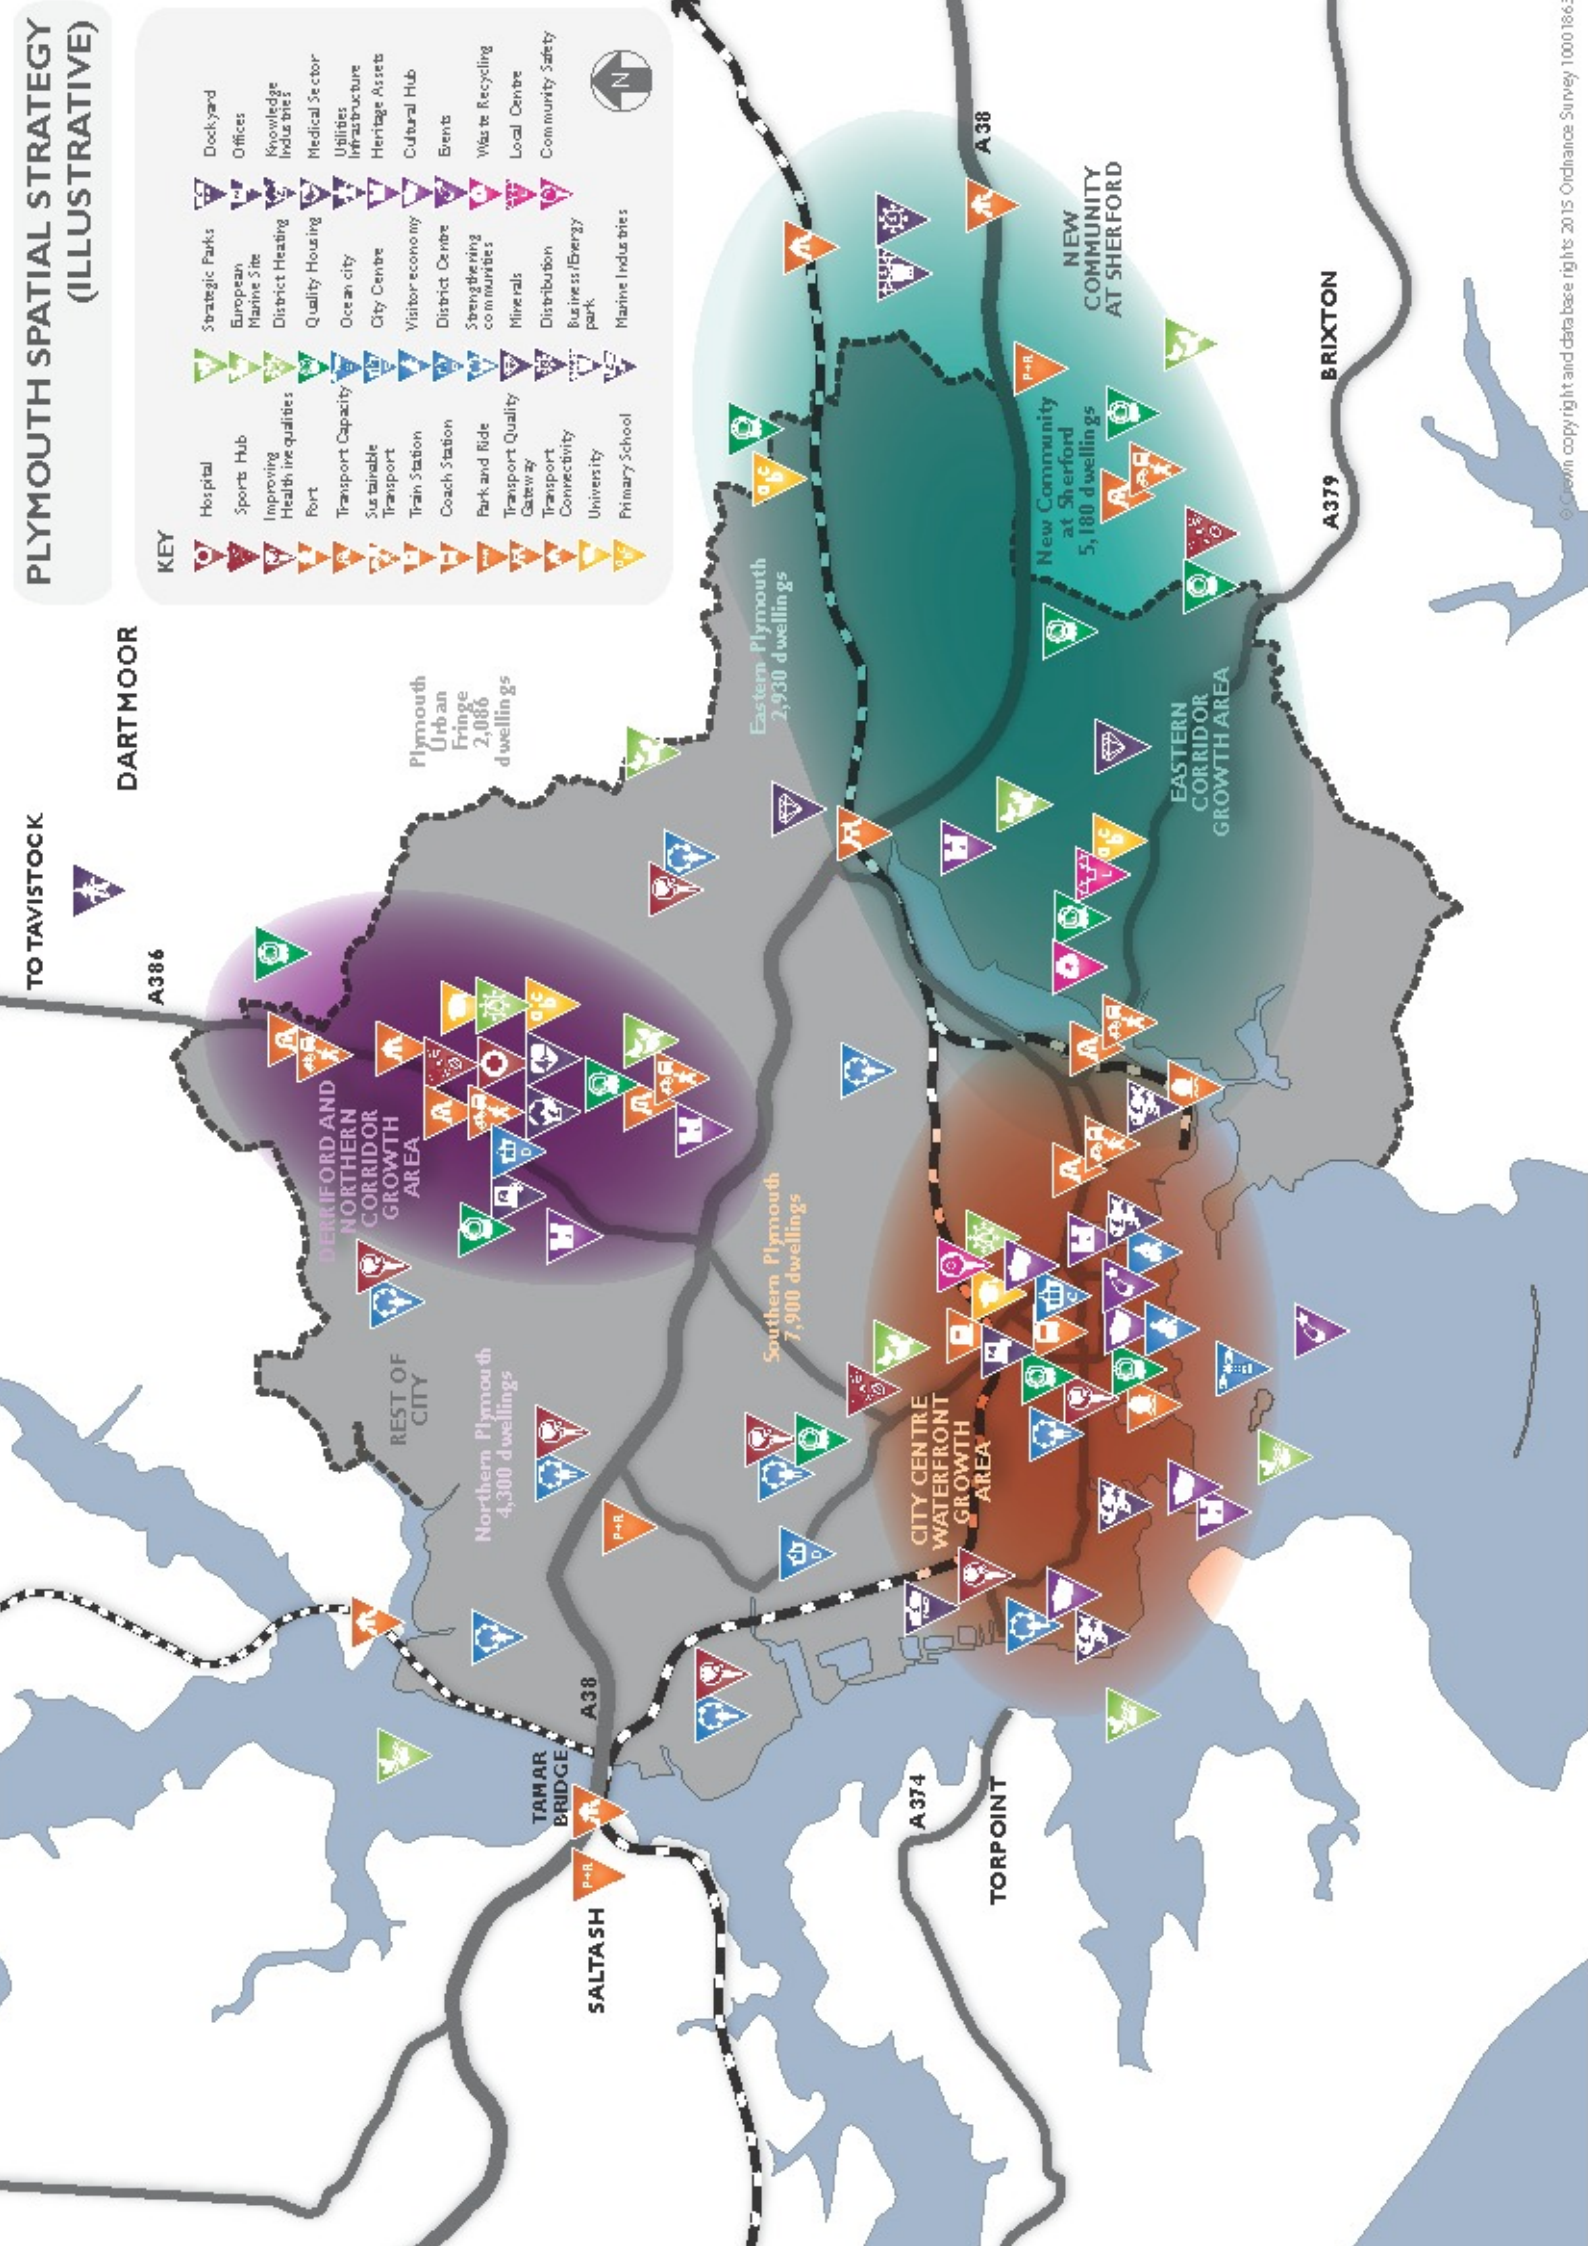 PLYMOUTH SPATIAL STRATEGY
(ILLUSTRATIVE)
KEY
Hospital
Sports Hub
Improving
Health inequalities
Port
Transport Capacity
Sustainable
Transport
Train Station
Coach Station
Park and Ride
Transport Quality
Gateway
Transport
Connectivity
University
Primary School
Strategic Parks
European
Marine Site
District Heating
Quality Housing
Ocean city
City Centre
Visitor economy
District Centre
Strengthening
communities
Minerals
Distribution
Business/Energy
park
Marine Industries
Dockyard
Offices
Knowledge
Industries
Medical Sector
Utilities
Infrastructure
Heritage Assets
Cultural Hub
Events
Waste Recycling
Local Centre
Community Safety
N
TO TAVISTOCK
DARTMOOR
A386
Plymouth
Urban
Fringe
2,086
dwellings
DERRIFORD AND
NORTHERN
CORRIDOR
GROWTH
AREA
REST OF
CITY
Northern Plymouth
4,300 dwellings
A38
TAMAR
BRIDGE
P+R
P+R
SALTASH
Southern Plymouth
7,900 dwellings
Eastern Plymouth
2,930 dwellings
CITY CENTRE
WATERFRONT
GROWTH
AREA
A374
TORPOINT
A38
NEW
COMMUNITY
AT SHERFORD
P+R
New Community
at Sherford
5,180 dwellings
EASTERN
CORRIDOR
GROWTH AREA
BRIXTON
A379
a b c
a b c
a b c
D
D
C
L
© Crown copyright and database rights 2015 Ordnance Survey 1000 1863